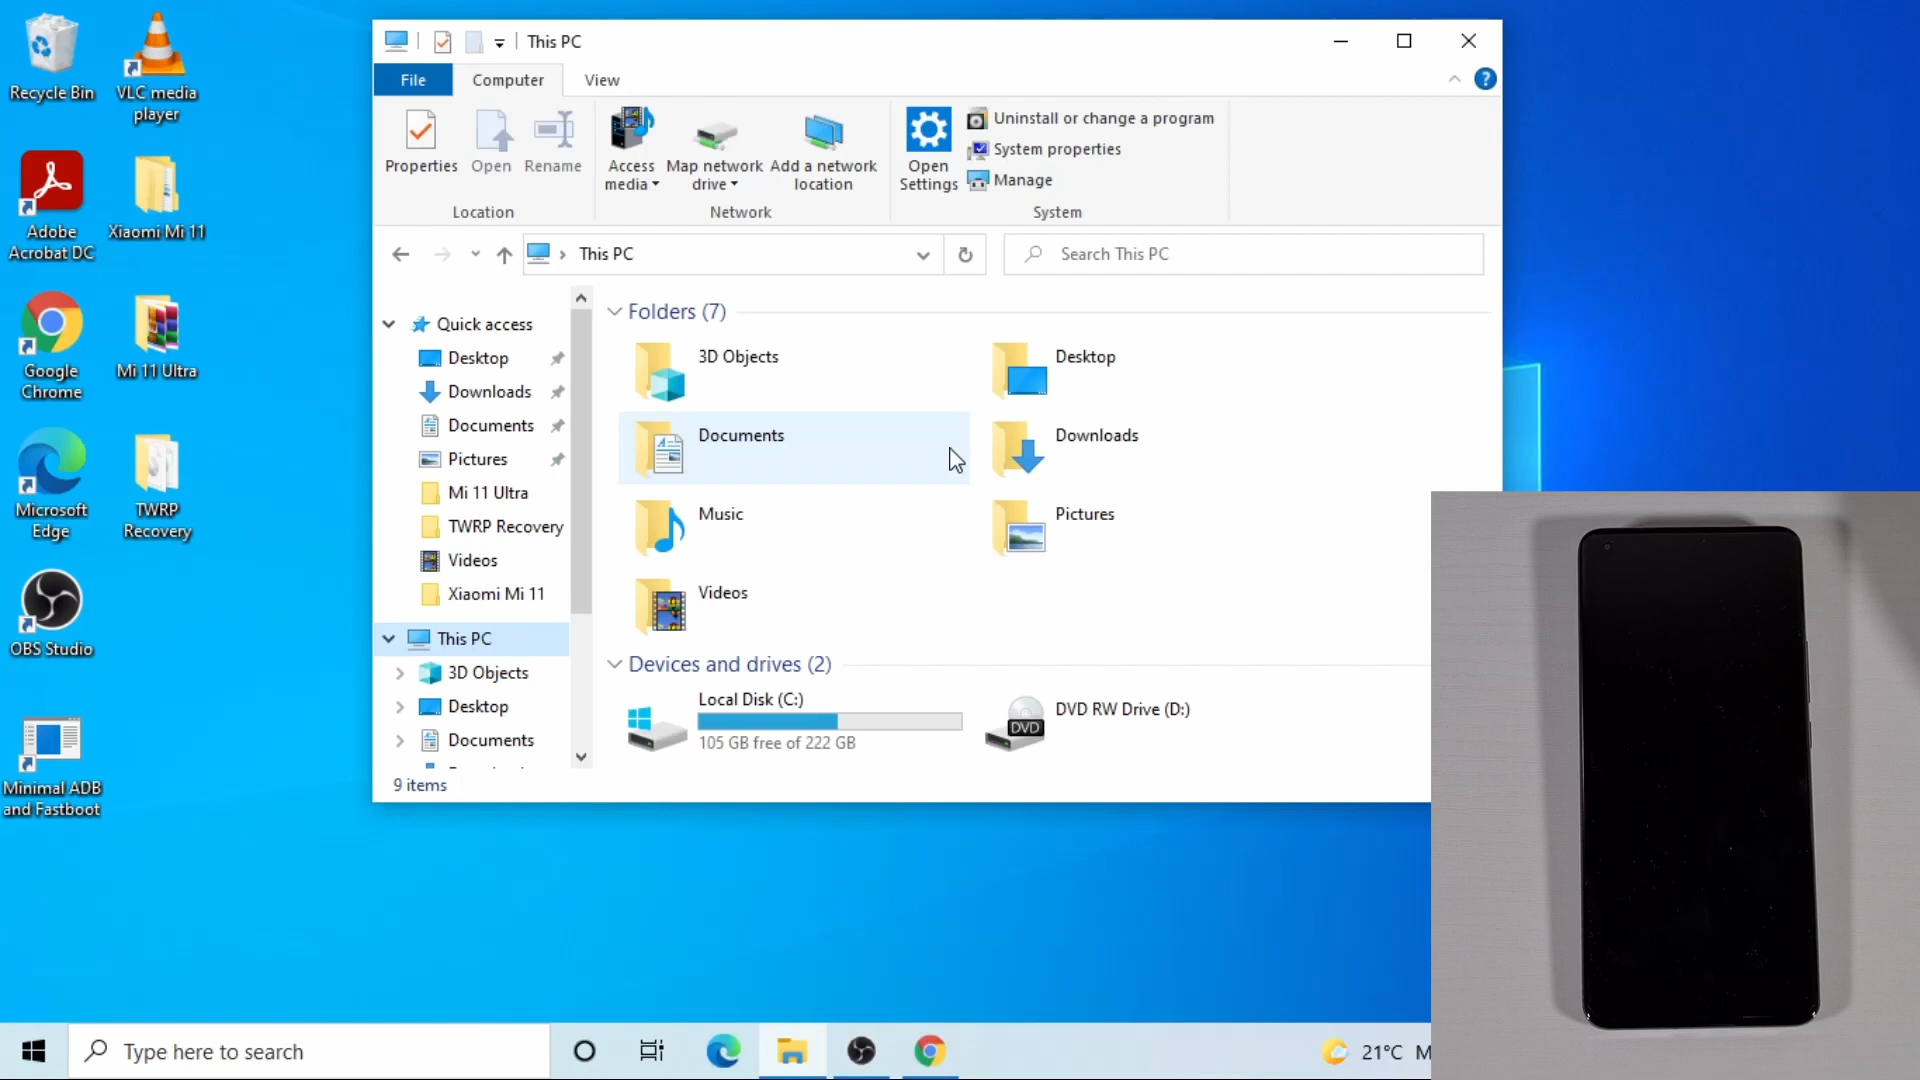 Recycle Bin
VLC media
player
Adobe
Acrobat DC
Xiaomi Mi 11
Google
Chrome
Mi 11 Ultra
Microsoft
Edge
TWRP
Recovery
OBS Studio
Minimal ADB
and Fastboot
This PC
File
Computer
View
?
Properties
Open
Rename
Location
Access
media
Map network
drive
Add a network
location
Network
Open
Settings
Uninstall or change a program
System properties
Manage
System
This PC
Search This PC
Quick access
Desktop
Downloads
Documents
Pictures
Mi 11 Ultra
TWRP Recovery
Videos
Xiaomi Mi 11
This PC
3D Objects
Desktop
Documents
Folders (7)
3D Objects
Desktop
Documents
Downloads
Music
Pictures
Videos
Devices and drives (2)
Local Disk (C:)
105 GB free of 222 GB
DVD
DVD RW Drive (D:)
9 items
Type here to search
21°C M